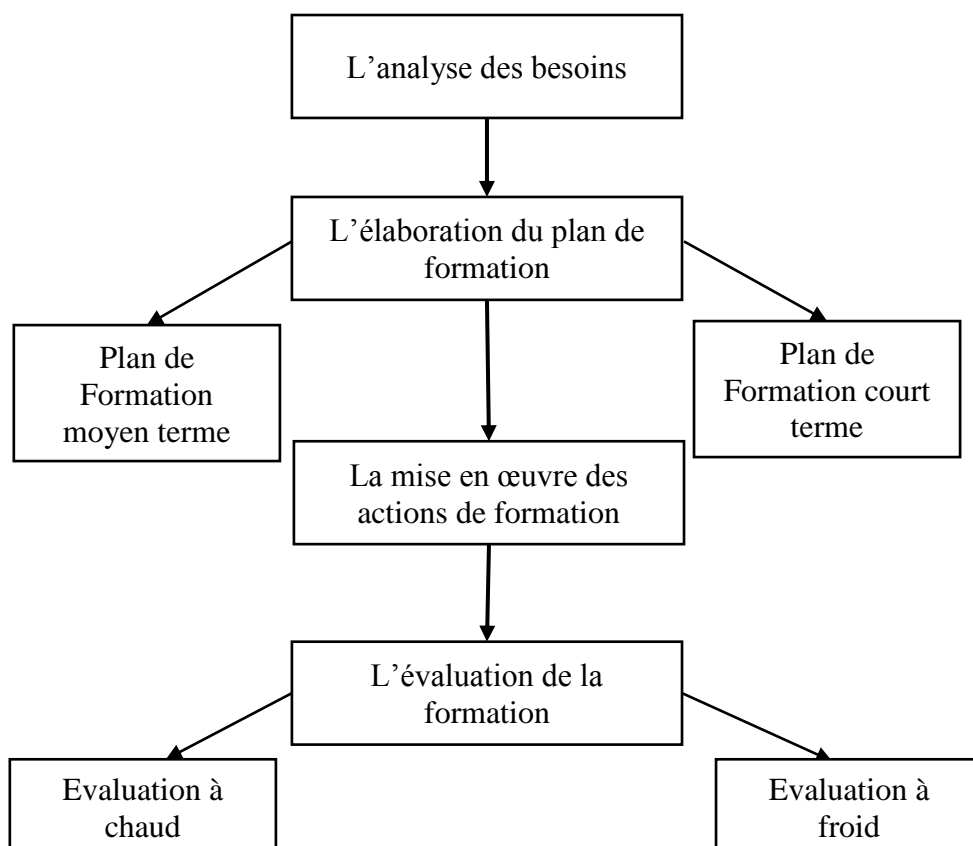 L’analyse des besoins
L’élaboration du plan de
formation
Plan de
Formation
moyen terme
Plan de
Formation court
terme
La mise en œuvre des
actions de formation
L’évaluation de la
formation
Evaluation à
chaud
Evaluation à
froid